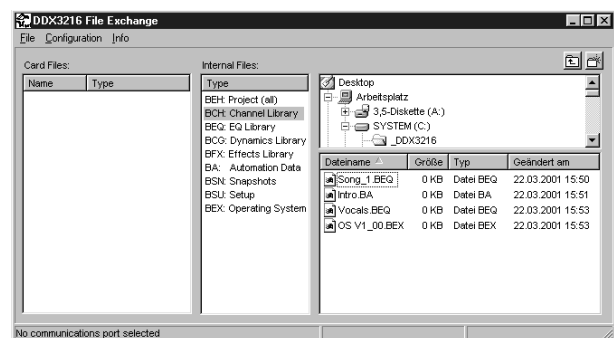 DDX3216 File Exchange
File Configuration Info
Card Files:
Name Type
Internal Files:
Type
BEH: Project (all)
BCH: Channel Library
BEQ: EQ Library
BCG: Dynamics Library
BFX: Effects Library
BA: Automation Data
BSN: Snapshots
BSU: Setup
BEX: Operating System
Desktop
Arbeitsplatz
3,5-Diskette (A:)
SYSTEM (C:)
_DDX3216
Dateiname Größe Typ Geändert am
Song_1.BEQ 0 KB Datei BEQ 22.03.2001 15:50
Intro.BA 0 KB Datei BA 22.03.2001 15:51
Vocals.BEQ 0 KB Datei BEQ 22.03.2001 15:53
OS V1_00.BEX 0 KB Datei BEX 22.03.2001 15:53
No communications port selected